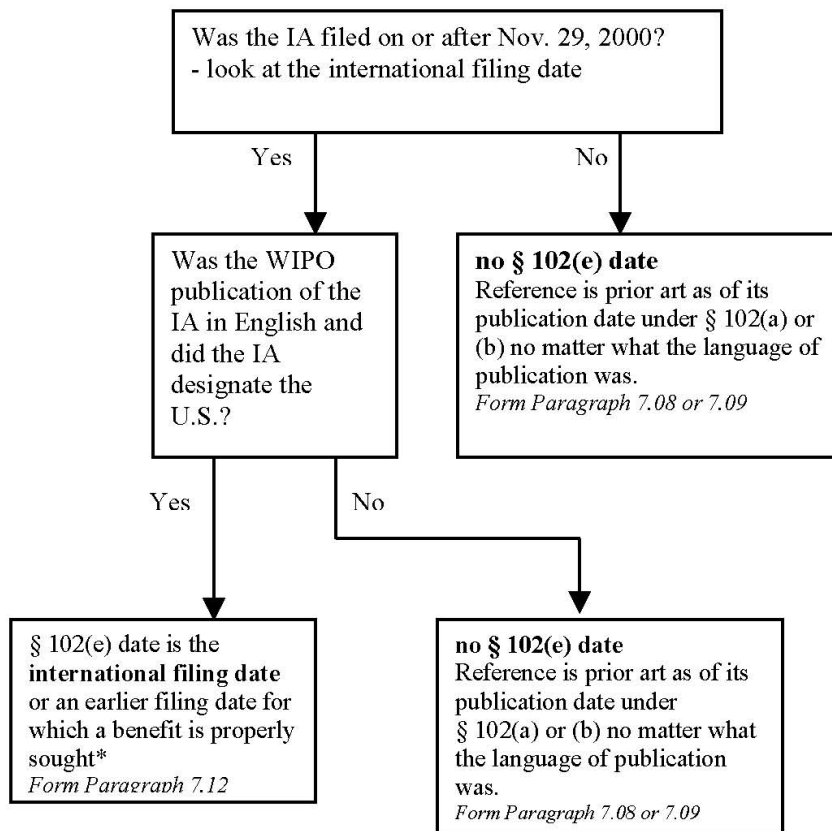 Was the IA filed on or after Nov. 29, 2000?
- look at the international filing date
Yes
No
Was the WIPO
publication of the
IA in English and
did the IA
designate the
U.S.?
no § 102(e) date
Reference is prior art as of its
publication date under § 102(a) or
(b) no matter what the language of
publication was.
Form Paragraph 7.08 or 7.09
Yes
No
§ 102(e) date is the
international filing date
or an earlier filing date for
which a benefit is properly
sought*
Form Paragraph 7.12
no § 102(e) date
Reference is prior art as of its
publication date under
§ 102(a) or (b) no matter what
the language of publication
was.
Form Paragraph 7.08 or 7.09